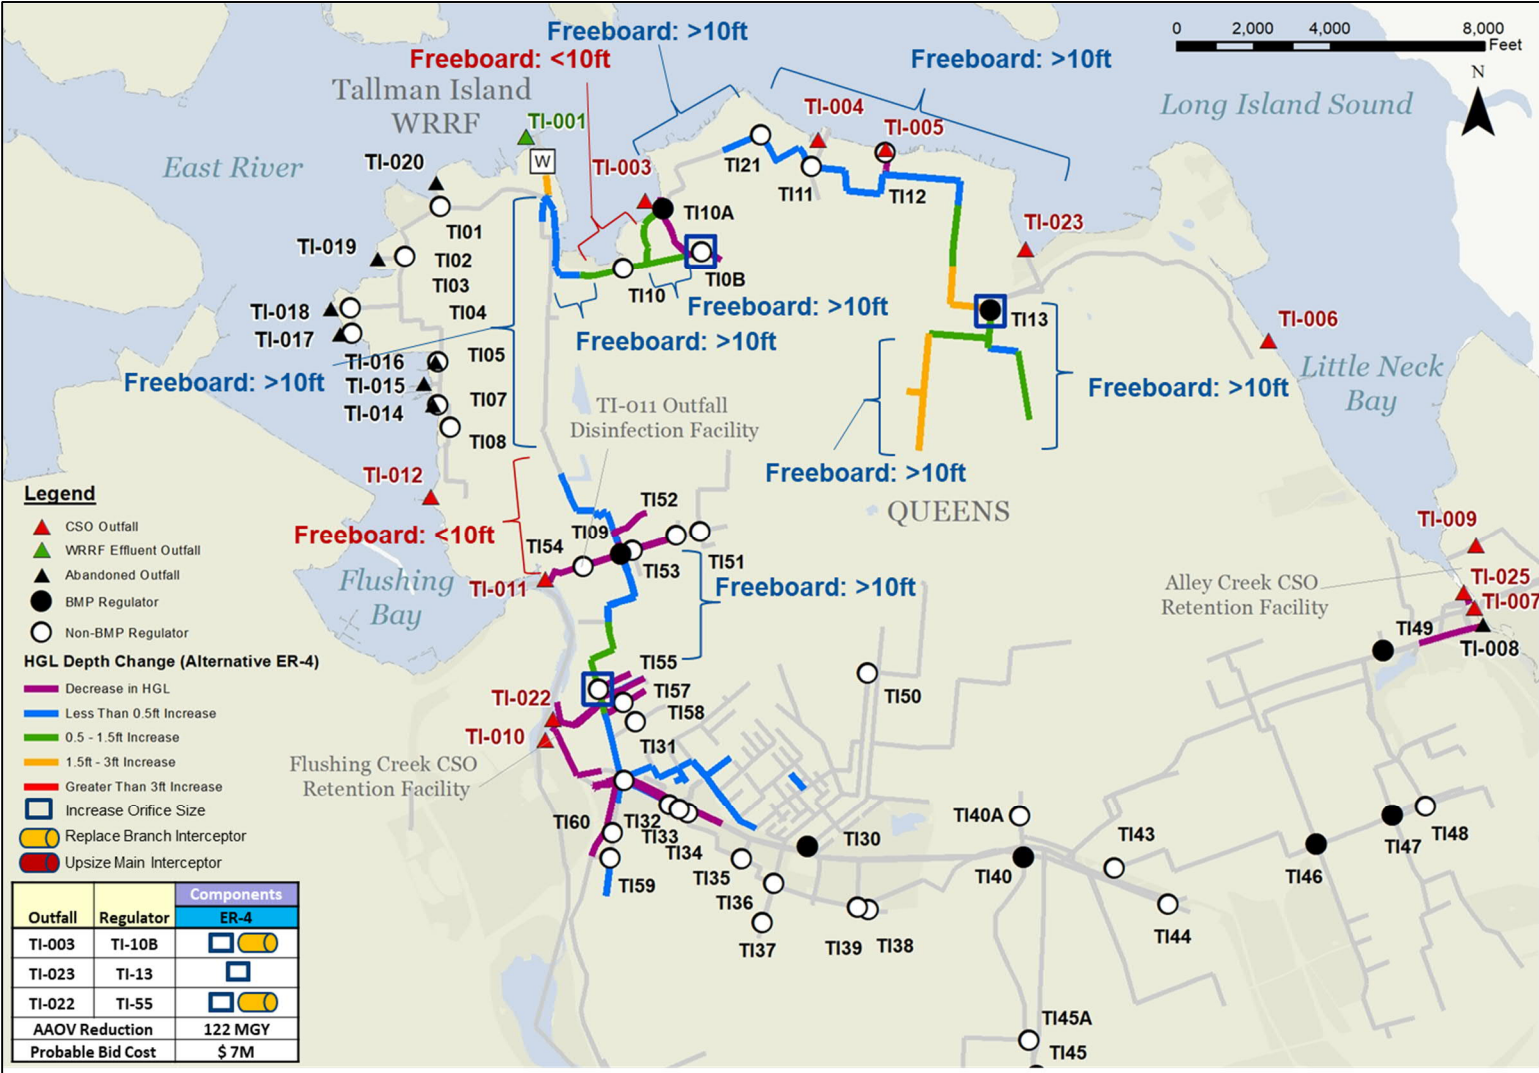 0
2,000
4,000
8,000
Feet
N
Freeboard: >10ft
Freeboard: <10ft
Freeboard: >10ft
Tallman Island
WRRF
Long Island Sound
East River
TI-001
W
TI-020
TI-003
TI-004
TI-005
TI21
TI11
TI12
TI01
TI10A
TI-023
TI-019
TI02
TI03
TI10
TI0B
TI-018
TI04
TI-017
Freeboard: >10ft
TI13
TI-006
Freeboard: >10ft
TI-016
TI05
TI-015
TI-014
TI07
TI08
Freeboard: >10ft
Freeboard: >10ft
Little Neck
Bay
TI-011 Outfall
Disinfection Facility
TI-012
Freeboard: >10ft
QUEENS
Freeboard: <10ft
TI52
TI09
TI54
TI53
TI51
TI-011
Flushing
Bay
Freeboard: >10ft
TI-009
TI-025
TI-007
TI-008
Alley Creek CSO
Retention Facility
TI49
TI55
TI57
TI58
TI31
TI50
TI-022
TI-010
Flushing Creek CSO
Retention Facility
TI60
TI32
TI33
TI34
TI35
TI36
TI37
TI59
TI30
TI39
TI38
TI40A
TI40
TI43
TI44
TI46
TI47
TI48
TI45A
TI45
Legend
CSO Outfall
WRRF Effluent Outfall
Abandoned Outfall
BMP Regulator
Non-BMP Regulator
HGL Depth Change (Alternative ER-4)
Decrease in HGL
Less Than 0.5ft Increase
0.5 - 1.5ft Increase
1.5ft - 3ft Increase
Greater Than 3ft Increase
Increase Orifice Size
Replace Branch Interceptor
Upsize Main Interceptor
Outfall Regulator Components
ER-4
TI-003 TI-10B
TI-023 TI-13
TI-022 TI-55
AAOV Reduction 122 MGY
Probable Bid Cost $ 7M